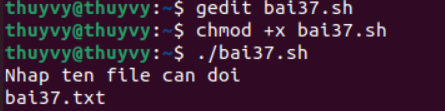 thuyvy@thuyvy:~$ gedit bai37.sh
thuyvy@thuyvy:~$ chmod +x bai37.sh
thuyvy@thuyvy:~$ ./bai37.sh
Nhap ten file can doi
bai37.txt